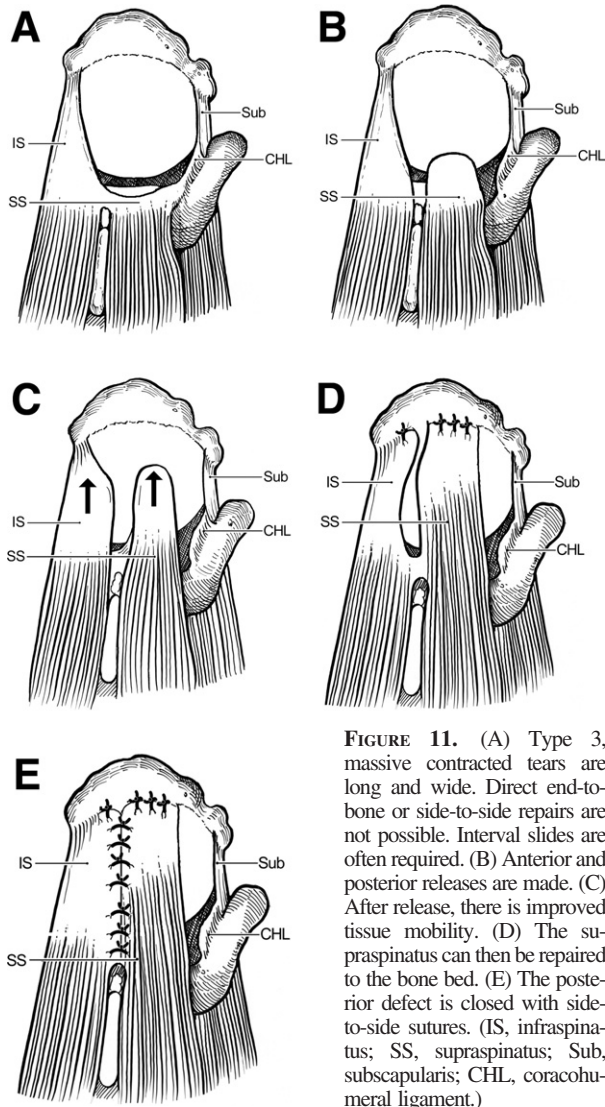 A
IS
Sub
CHL
SS
B
IS
Sub
CHL
SS
C
Sub
IS
CHL
SS
D
IS
Sub
SS
CHL
E
IS
Sub
CHL
SS
FIGURE 11. (A) Type 3,
massive contracted tears are
long and wide. Direct end-to-
bone or side-to-side repairs are
not possible. Interval slides are
often required. (B) Anterior and
posterior releases are made. (C)
After release, there is improved
tissue mobility. (D) The su-
praspinatus can then be repaired
to the bone bed. (E) The poste-
rior defect is closed with side-
to-side sutures. (IS, infraspina-
tus; SS, supraspinatus; Sub,
subscapularis; CHL, coracohu-
meral ligament.)